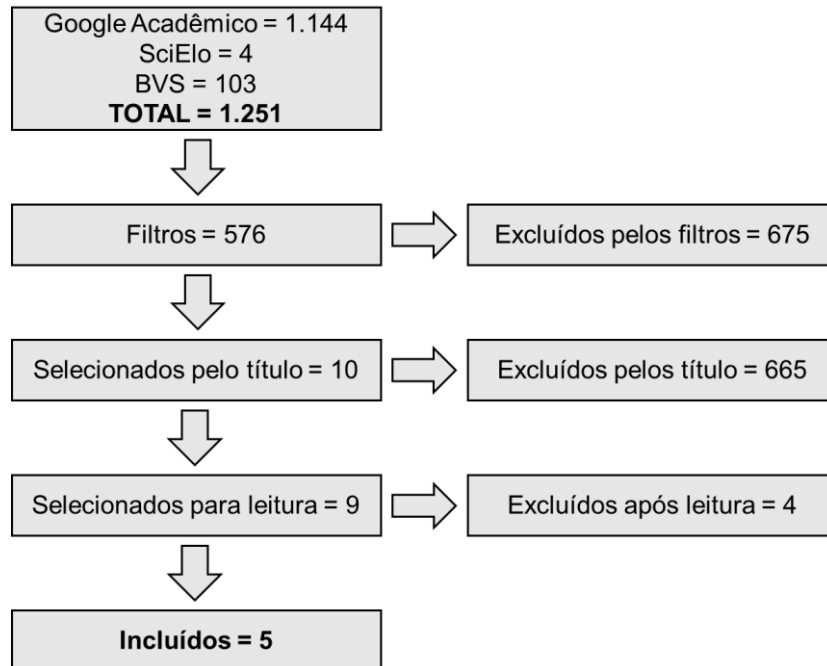 Google Acadêmico = 1.144
SciElo = 4
BVS = 103
TOTAL = 1.251
Filtros = 576
Excluídos pelos filtros = 675
Selecionados pelo título = 10
Excluídos pelos título = 665
Selecionados para leitura = 9
Excluídos após leitura = 4
Incluídos = 5